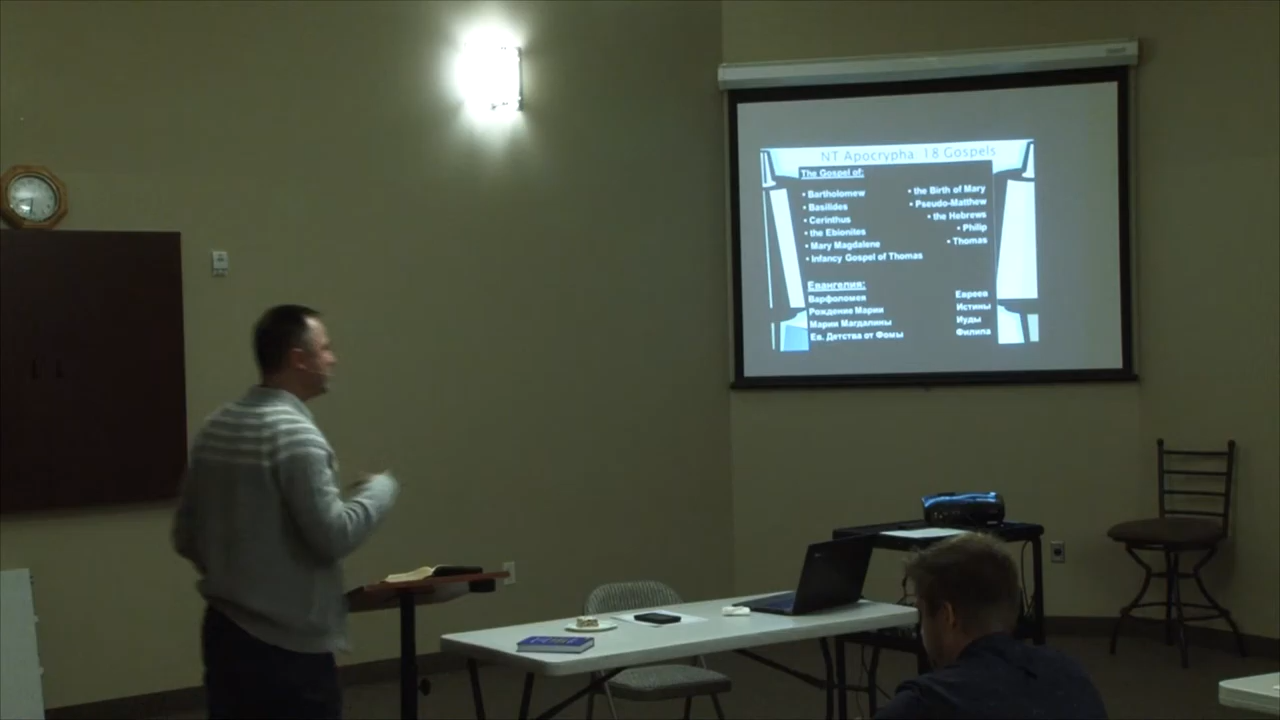 NT Apocrypha: 18 Gospels
The Gospel of:
• Bartholomew
• Basilides
• Cerinthus
• the Ebionites
• Mary Magdalene
• Infancy Gospel of Thomas
• the Birth of Mary
• Pseudo-Matthew
• the Hebrews
• Philip
• Thomas
Евангелия:
Варфоломея
Рождение Марии
Марии Магдалины
Ев. Детства от Фомы
Евреев
Истины
Иуды
Филипа